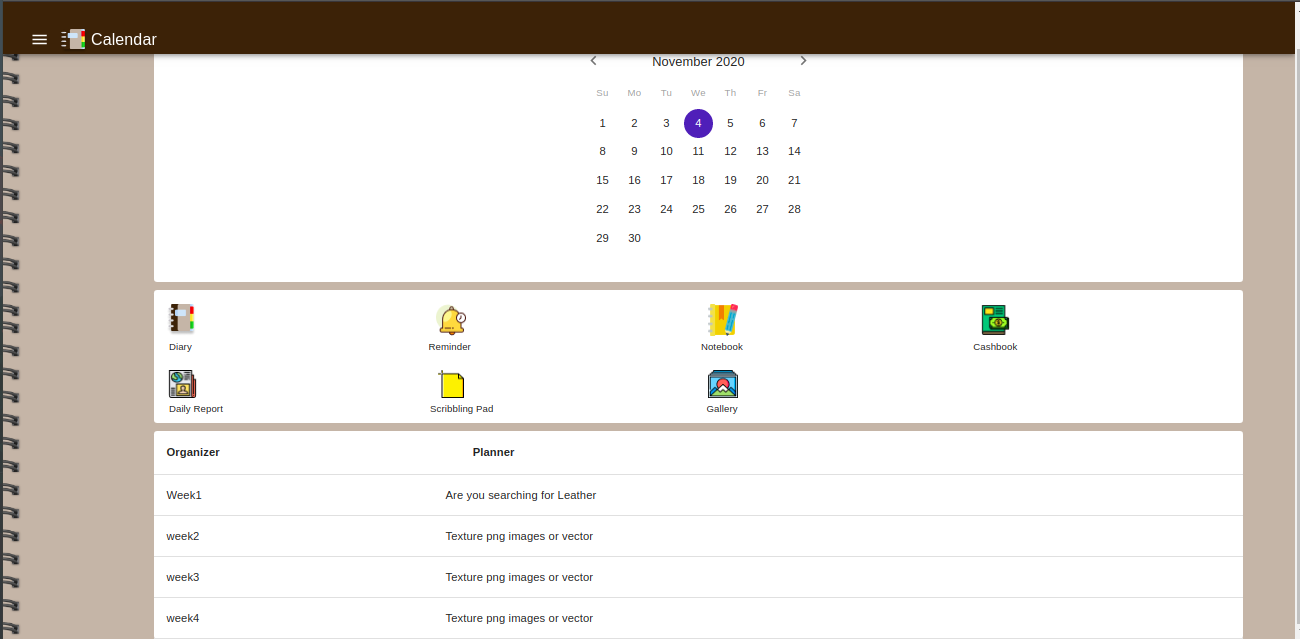 Calendar
November 2020
Su Mo Tu We Th Fr Sa
1 2 3 4 5 6 7
8 9 10 11 12 13 14
15 16 17 18 19 20 21
22 23 24 25 26 27 28
29 30
Diary Reminder Notebook Cashbook
Daily Report Scribbling Pad Gallery
Organizer Planner
Week1 Are you searching for Leather
week2 Texture png images or vector
week3 Texture png images or vector
week4 Texture png images or vector